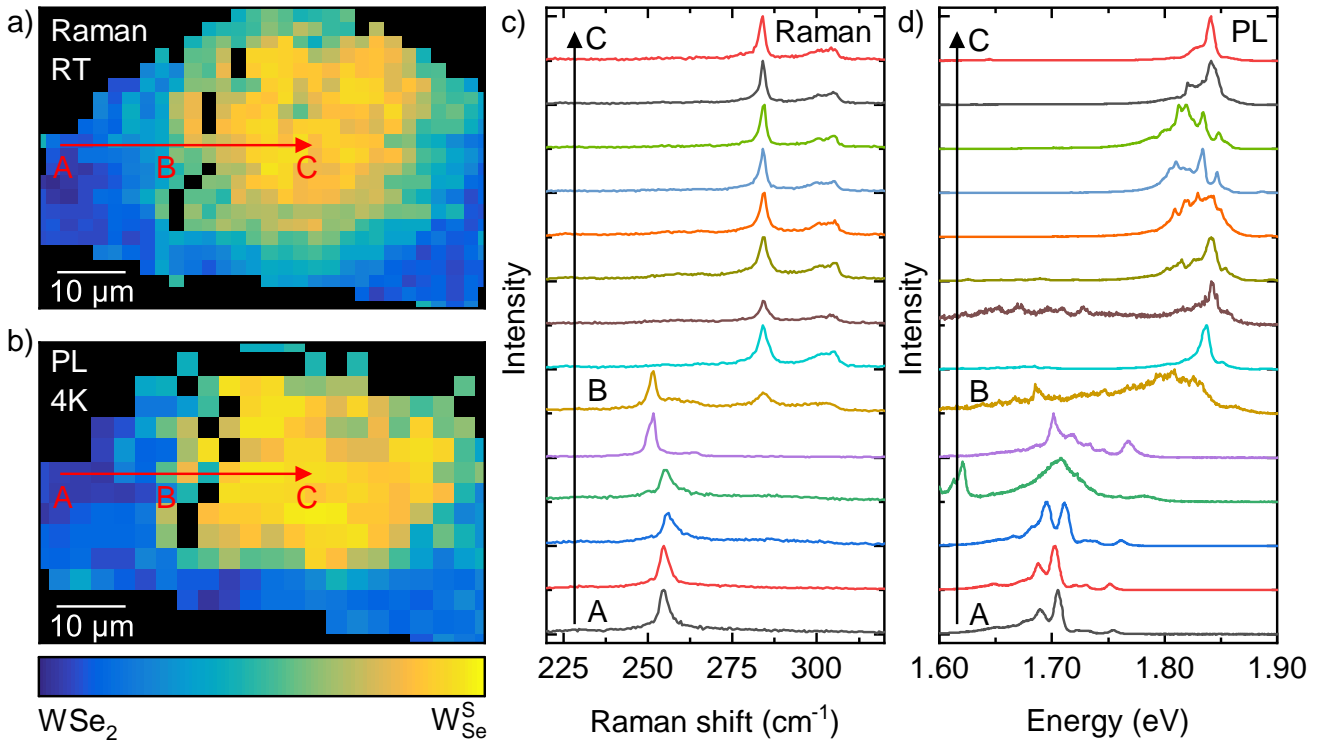 a)
Raman
RT
A
B
C
10 µm
b)
PL
4K
A
B
C
10 µm
WSe₂
W^S_Se
c)
C
Raman
B
A
Intensity
225 250 275 300
Raman shift (cm⁻¹)
d)
C
PL
B
A
Intensity
1.60 1.70 1.80 1.90
Energy (eV)